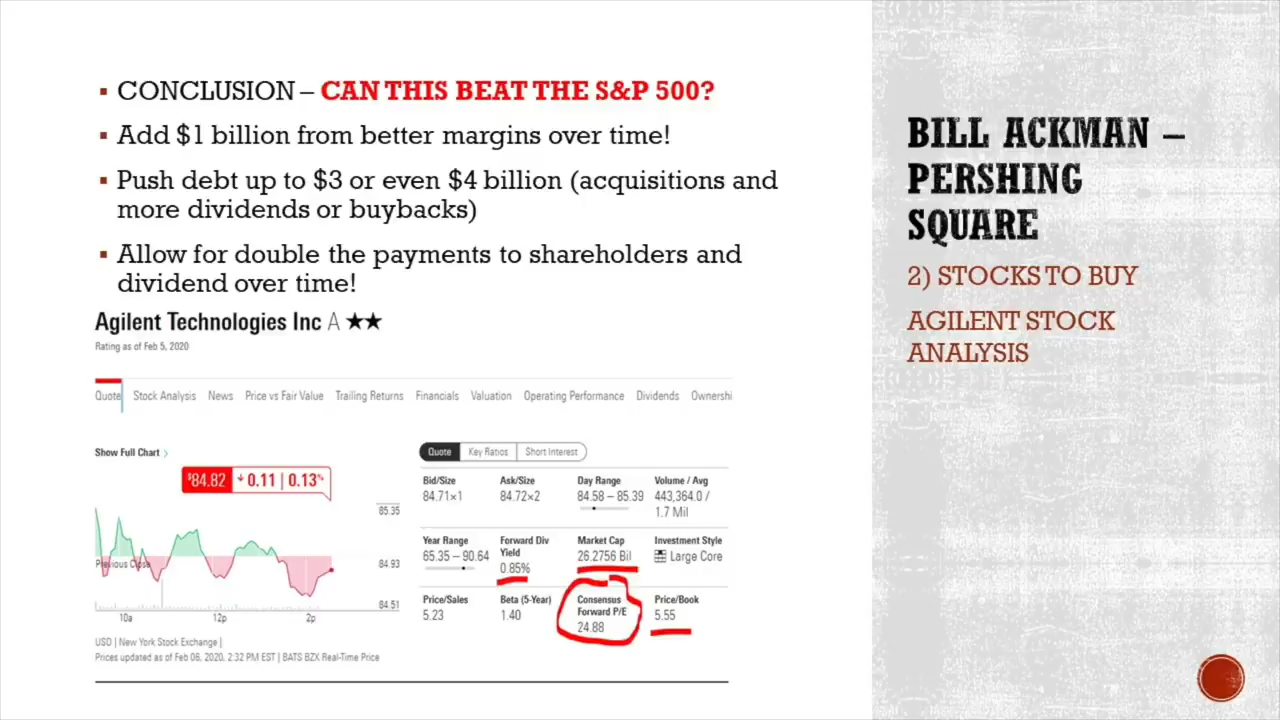 CONCLUSION – CAN THIS BEAT THE S&P 500?
Add $1 billion from better margins over time!
Push debt up to $3 or even $4 billion (acquisitions and
more dividends or buybacks)
Allow for double the payments to shareholders and
dividend over time!
BILL ACKMAN –
PERSHING
SQUARE
2) STOCKS TO BUY
AGILENT STOCK
ANALYSIS
Agilent Technologies Inc A ★★
Rating as of Feb 5, 2020
Quote Stock Analysis News Price vs Fair Value Trailing Returns Financials Valuation Operating Performance Dividends Ownershi
Show Full Chart
$84.82 0.11 | 0.13%
85.35
Previous Close
84.93
84.51
10a 12p 2p
USD | New York Stock Exchange |
Prices updated as of Feb 06, 2020, 2:32 PM EST | BATS BZX Real-Time Price
Quote Key Ratios Short Interest
Bid/Size Ask/Size Day Range Volume / Avg
84.71×1 84.72×2 84.58 – 85.39 443,364.0 /
1.7 Mil
Year Range Forward Div Market Cap Investment Style
Yield
65.35 – 90.64 26.2756 Bil Large Core
0.85%
Price/Sales Beta (5-Year) Consensus Price/Book
Forward P/E
5.23 1.40 5.55
24.88